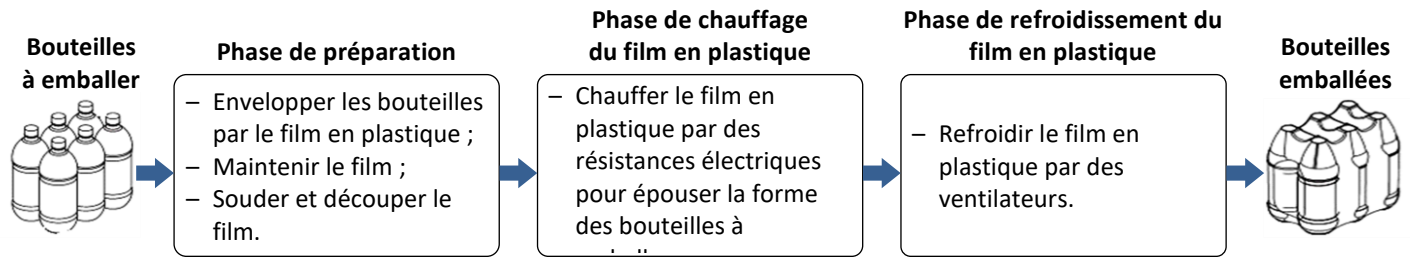 Bouteilles
à emballer
Phase de préparation
– Envelopper les bouteilles
par le film en plastique ;
– Maintenir le film ;
– Souder et découper le
film.
Phase de chauffage
du film en plastique
– Chauffer le film en
plastique par des
résistances électriques
pour épouser la forme
des bouteilles à
Phase de refroidissement du
film en plastique
– Refroidir le film en
plastique par des
ventilateurs.
Bouteilles
emballées